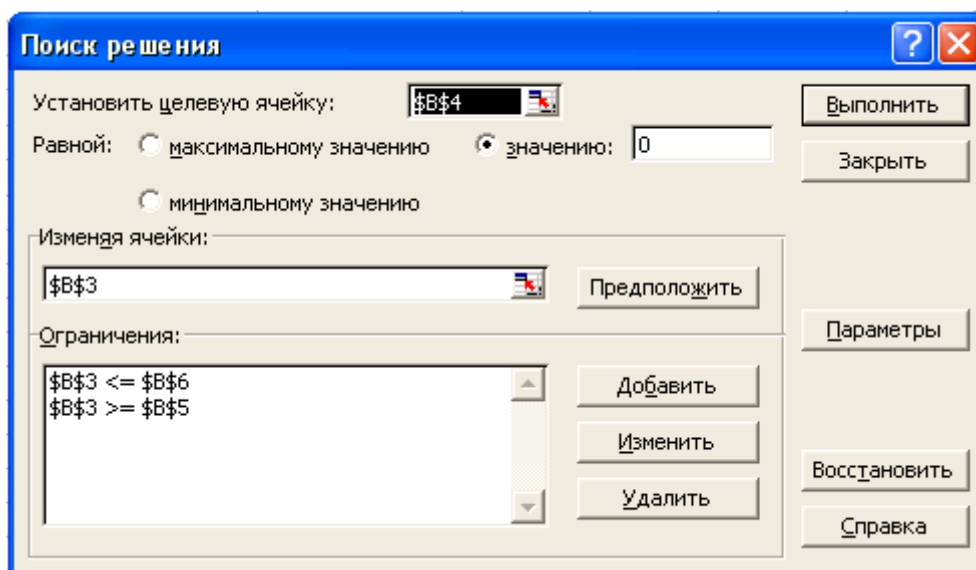 Поиск решения
Установить целевую ячейку: $B$4
Выполнить
Равной: максимальному значению значению: 0
Закрыть
минимальному значению
Изменяя ячейки:
$B$3
Предположить
Ограничения:
Параметры
$B$3 <= $B$6
$B$3 >= $B$5
Добавить
Изменить
Восстановить
Удалить
Справка